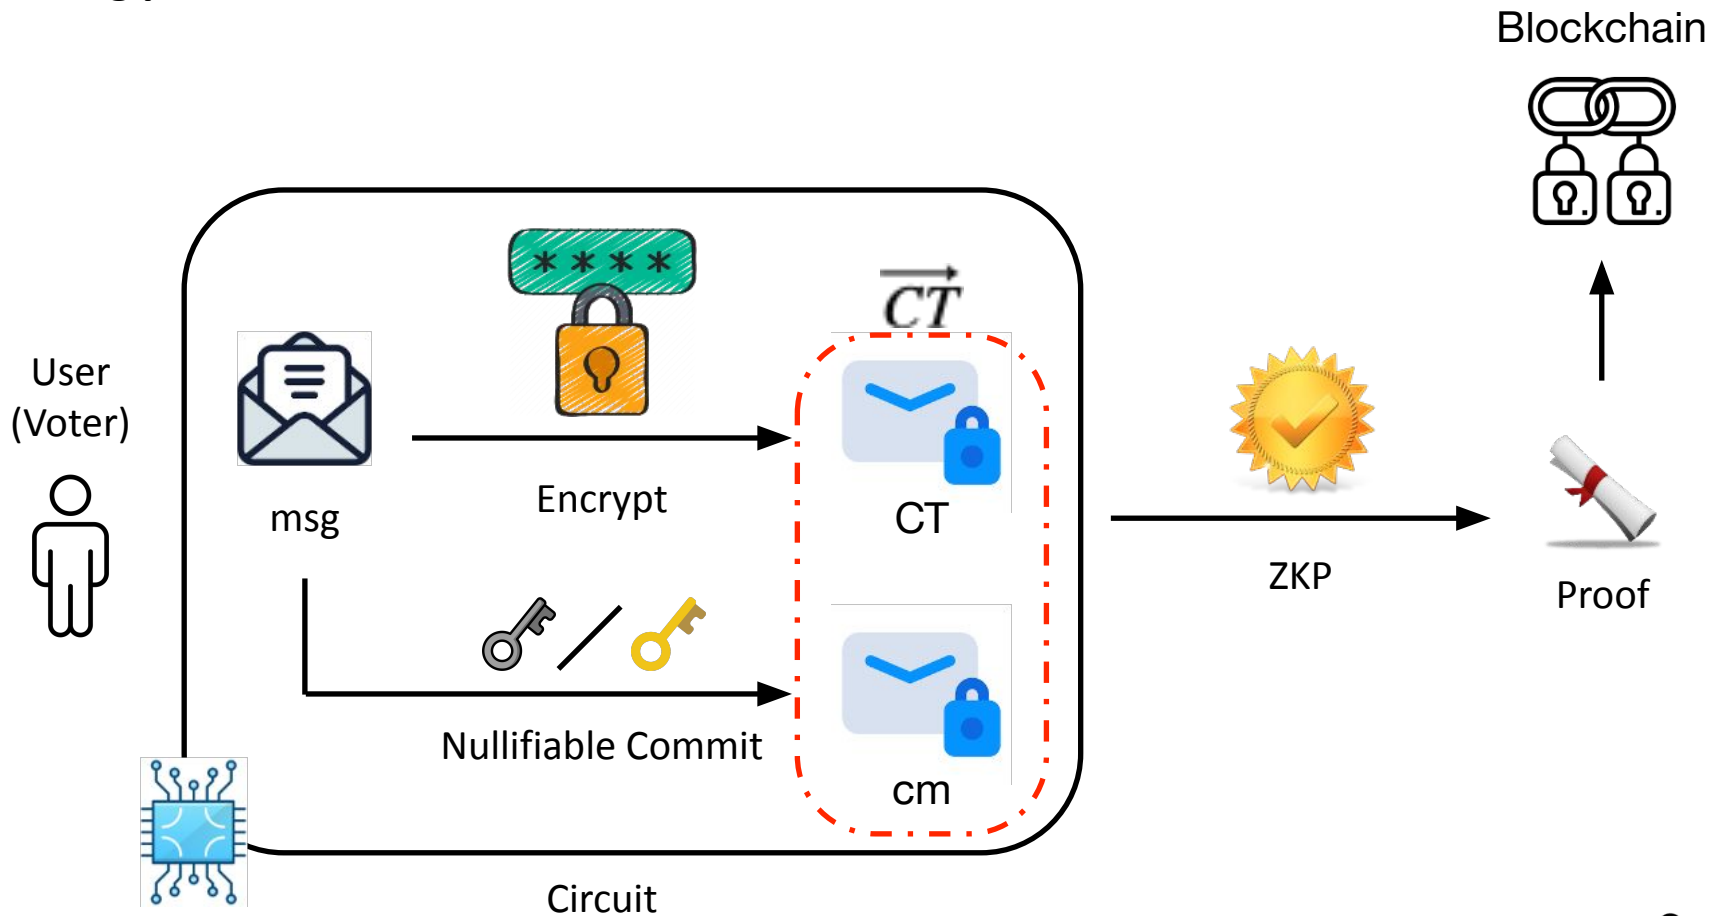 Blockchain
* * * *
CT
User
(Voter)
msg
Encrypt
CT
ZKP
Proof
Nullifiable Commit
cm
Circuit